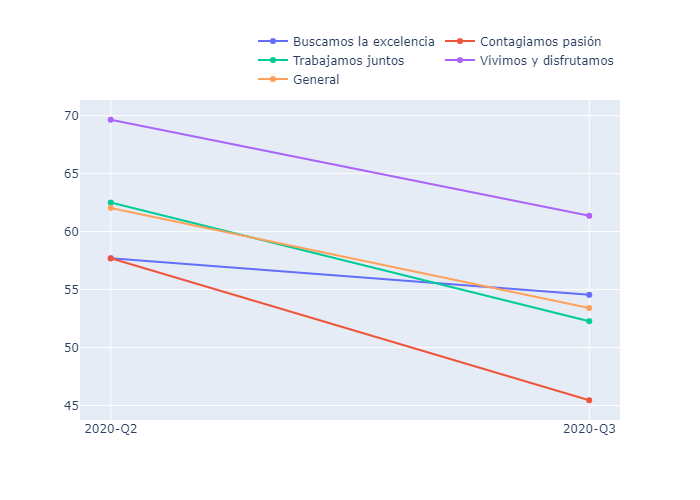 Buscamos la excelencia Contagiamos pasión
Trabajamos juntos Vivimos y disfrutamos
General
70
65
60
55
50
45
2020-Q2 2020-Q3